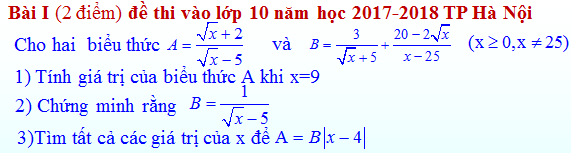 Bài I (2 điểm) đề thi vào lớp 10 năm học 2017-2018 TP Hà Nội
Cho hai biểu thức A = (√x + 2)/(√x − 5) và B = 3/(√x + 5) + (20 − 2√x)/(x − 25) (x ≥ 0, x ≠ 25)
1) Tính giá trị của biểu thức A khi x=9
2) Chứng minh rằng B = 1/(√x − 5)
3)Tìm tất cả các giá trị của x để A = B|x − 4|